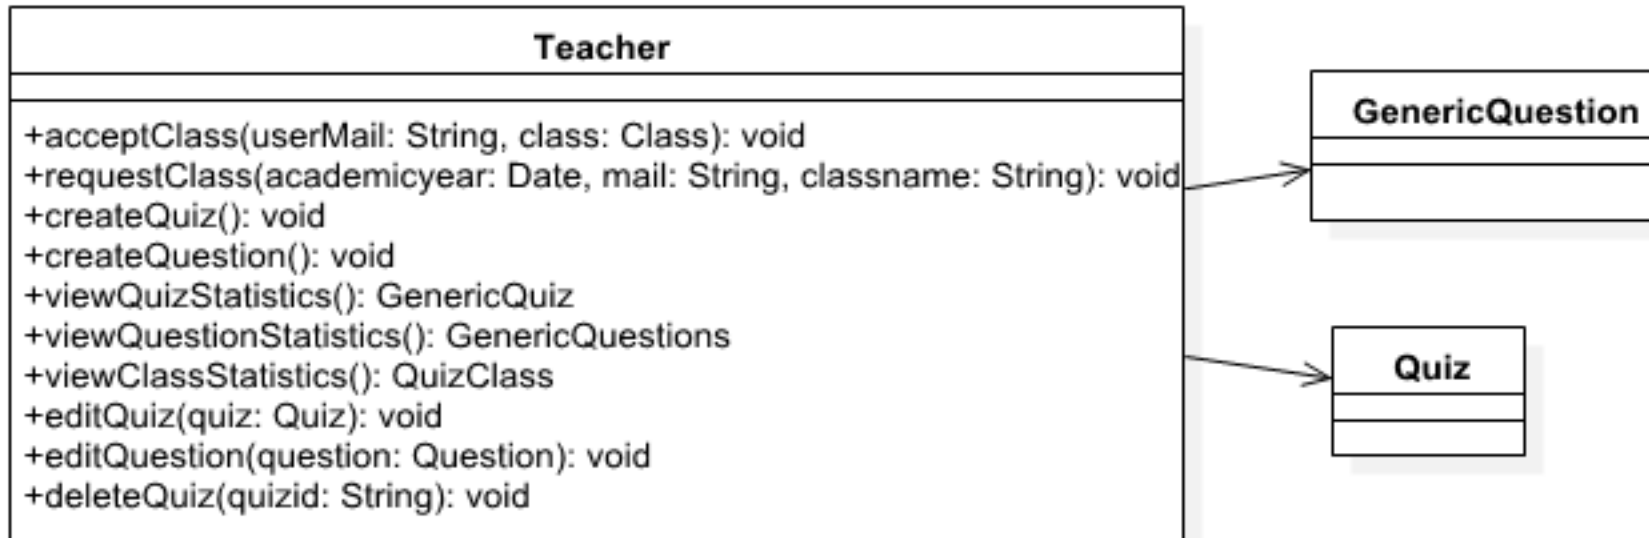 Teacher
+acceptClass(userMail: String, class: Class): void
+requestClass(academicyear: Date, mail: String, classname: String): void
+createQuiz(): void
+createQuestion(): void
+viewQuizStatistics(): GenericQuiz
+viewQuestionStatistics(): GenericQuestions
+viewClassStatistics(): QuizClass
+editQuiz(quiz: Quiz): void
+editQuestion(question: Question): void
+deleteQuiz(quizid: String): void
GenericQuestion
Quiz